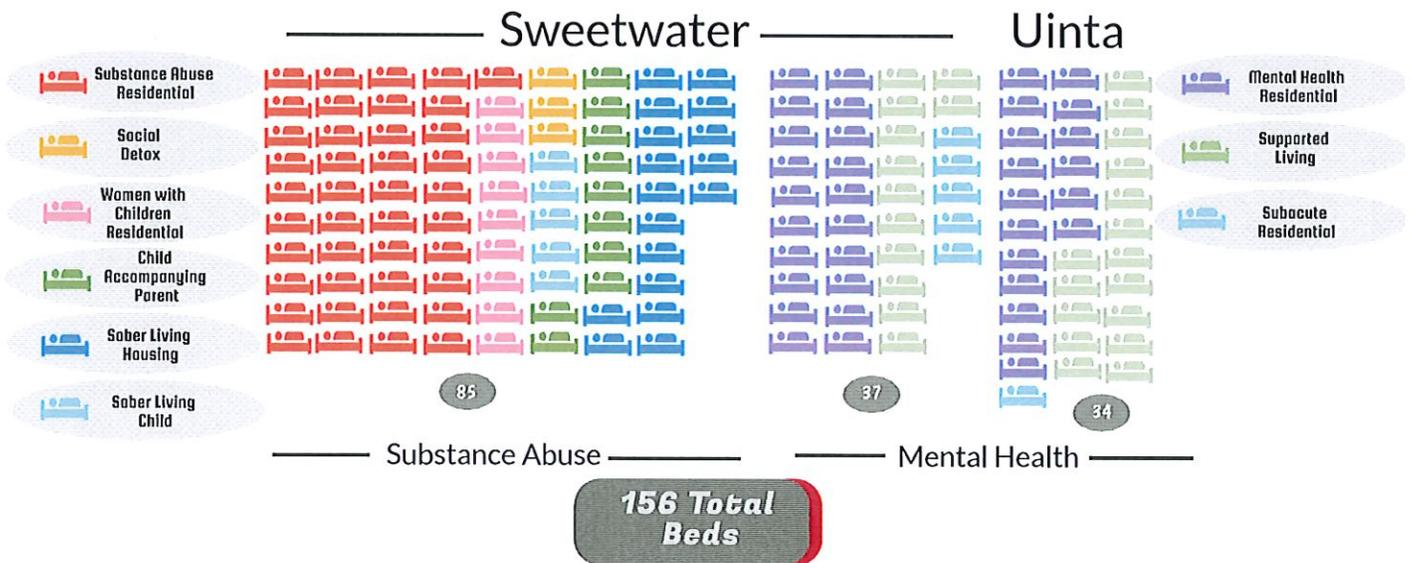 Sweetwater
Uinta
Substance Abuse
Residential
Social
Detox
Women with
Children
Residential
Child
Accompanying
Parent
Sober Living
Housing
Sober Living
Child
Mental Health
Residential
Supported
Living
Subacute
Residential
85
37
34
Substance Abuse
Mental Health
156 Total
Beds